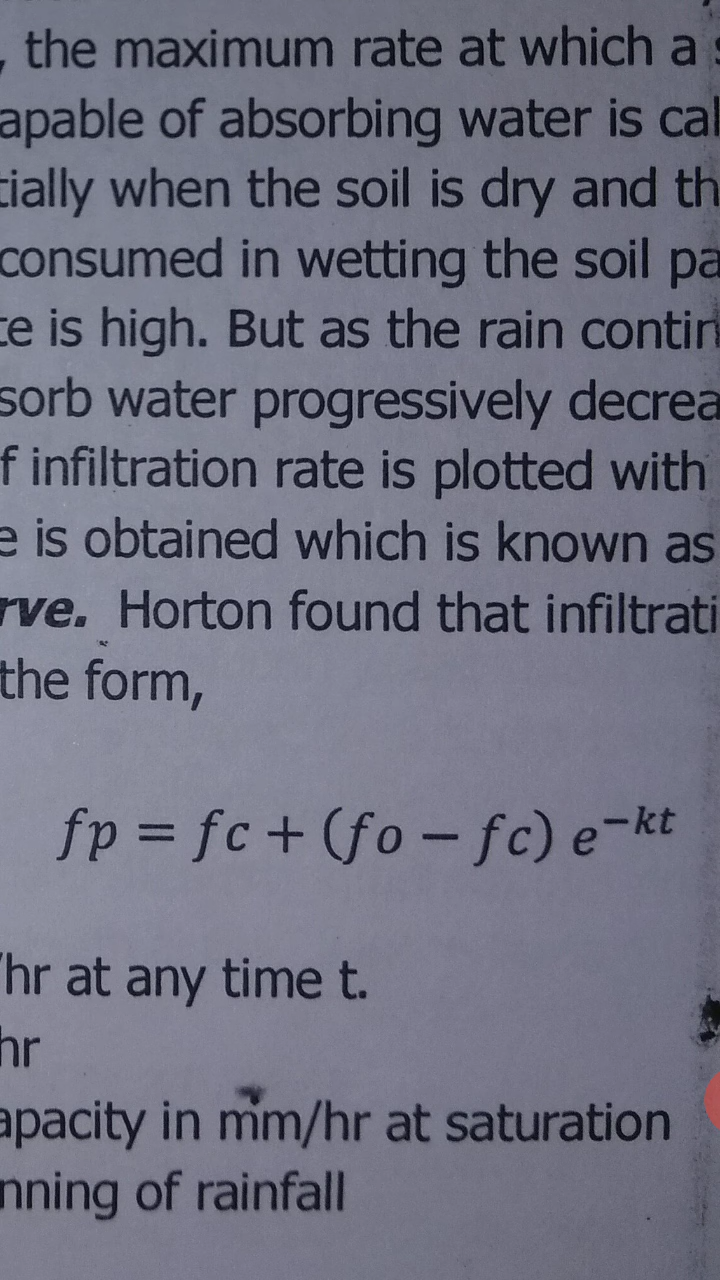 , the maximum rate at which a
apable of absorbing water is cal
tially when the soil is dry and th
consumed in wetting the soil pa
te is high. But as the rain contin
sorb water progressively decrea
f infiltration rate is plotted with
e is obtained which is known as
rve. Horton found that infiltrati
the form,
fp = fc + (fo − fc) e^−kt
/hr at any time t.
hr
apacity in mm/hr at saturation
nning of rainfall